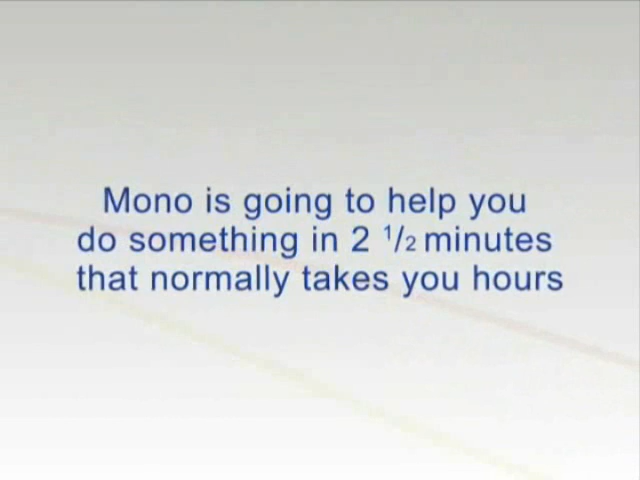 Mono is going to help you
do something in 2 1/2 minutes
that normally takes you hours